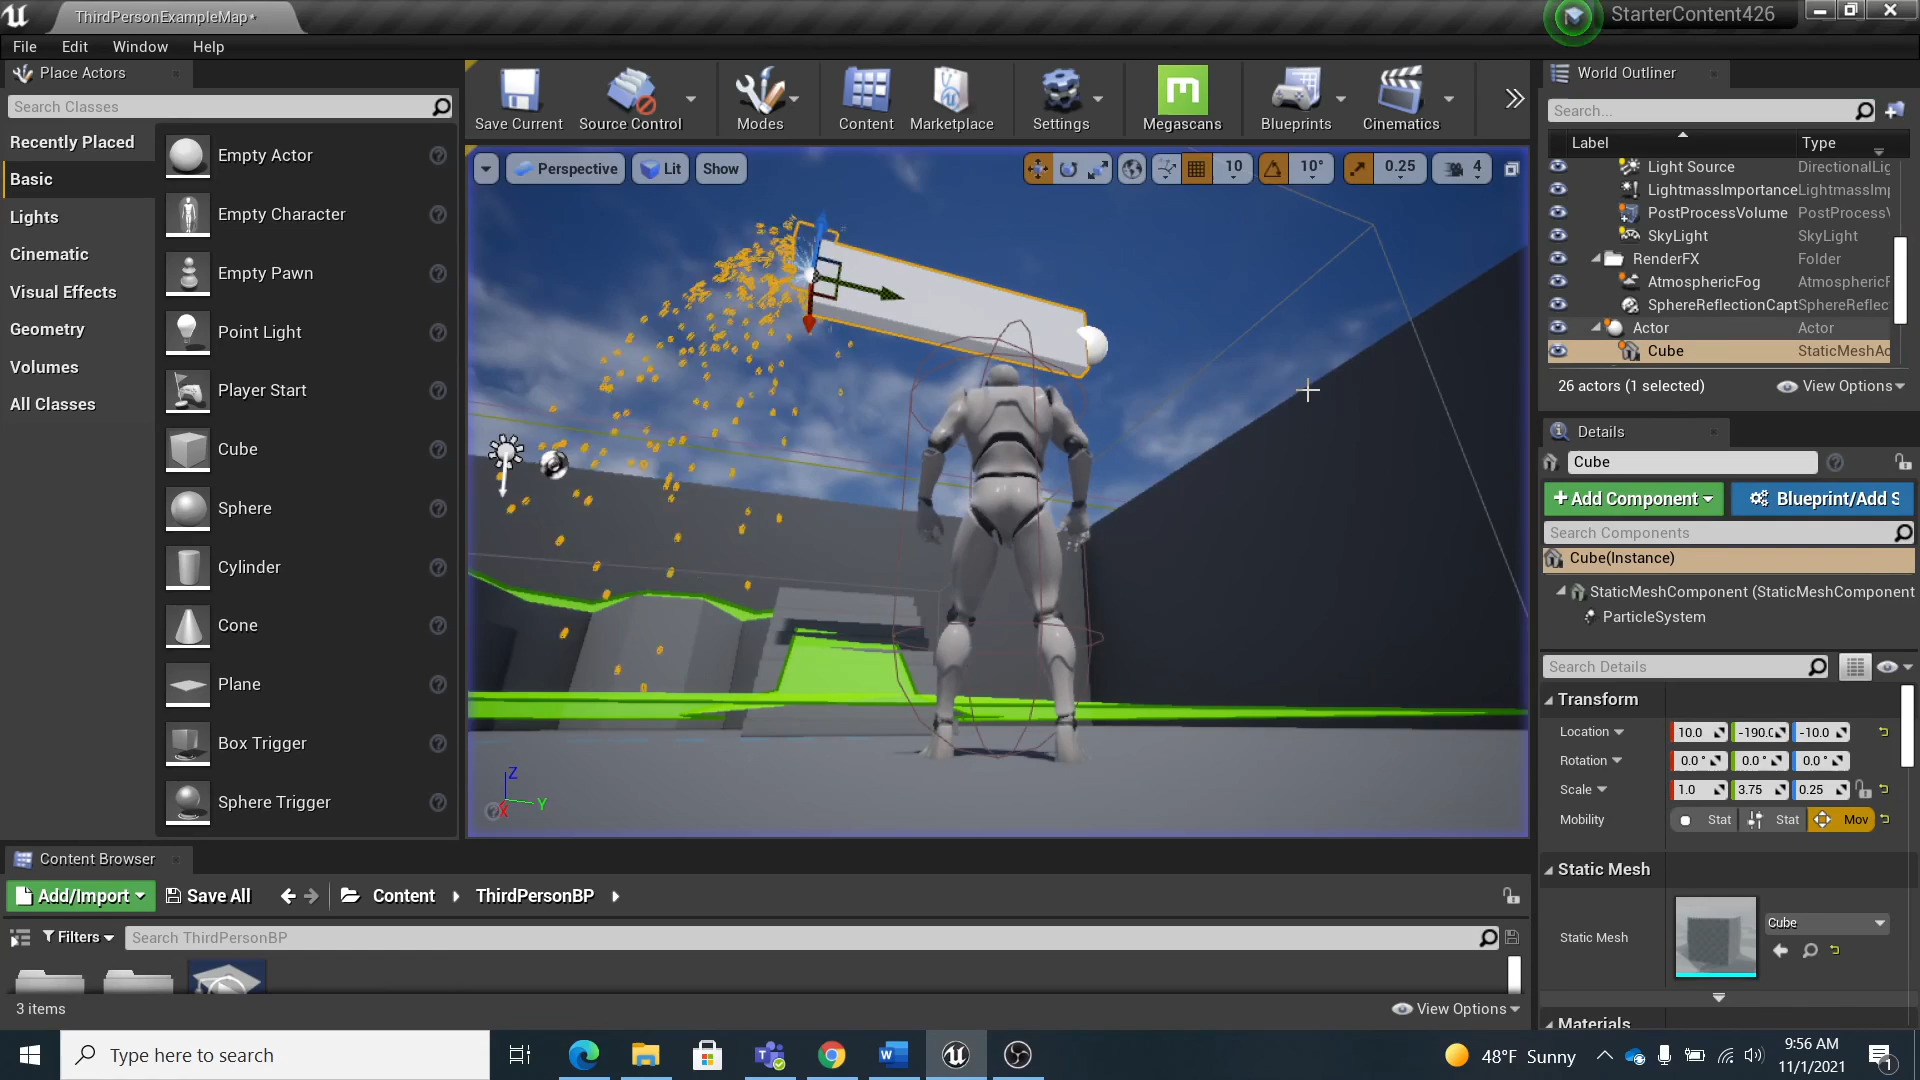 ThirdPersonExampleMap*
StarterContent426
File Edit Window Help
Place Actors
Search Classes
Recently Placed
Basic
Lights
Cinematic
Visual Effects
Geometry
Volumes
All Classes
Empty Actor
Empty Character
Empty Pawn
Point Light
Player Start
Cube
Sphere
Cylinder
Cone
Plane
Box Trigger
Sphere Trigger
Save Current Source Control Modes Content Marketplace Settings Megascans Blueprints Cinematics
Perspective Lit Show 10 10° 0.25 4
Z
Y
X
World Outliner
Search...
Label Type
Light Source DirectionalLig
LightmassImportance LightmassImp
PostProcessVolume PostProcessV
SkyLight SkyLight
RenderFX Folder
AtmosphericFog AtmosphericF
SphereReflectionCapt SphereReflec
Actor Actor
Cube StaticMeshAc
26 actors (1 selected) View Options
Details
Cube
+ Add Component Blueprint/Add S
Search Components
Cube(Instance)
StaticMeshComponent (StaticMeshComponent
ParticleSystem
Search Details
Transform
Location 10.0 -190.0 -10.0
Rotation 0.0° 0.0° 0.0°
Scale 1.0 3.75 0.25
Mobility Stat Stat Mov
Static Mesh
Static Mesh Cube
Materials
Content Browser
Add/Import Save All Content ThirdPersonBP
Filters Search ThirdPersonBP
3 items View Options
Type here to search
48°F Sunny
9:56 AM
11/1/2021
1